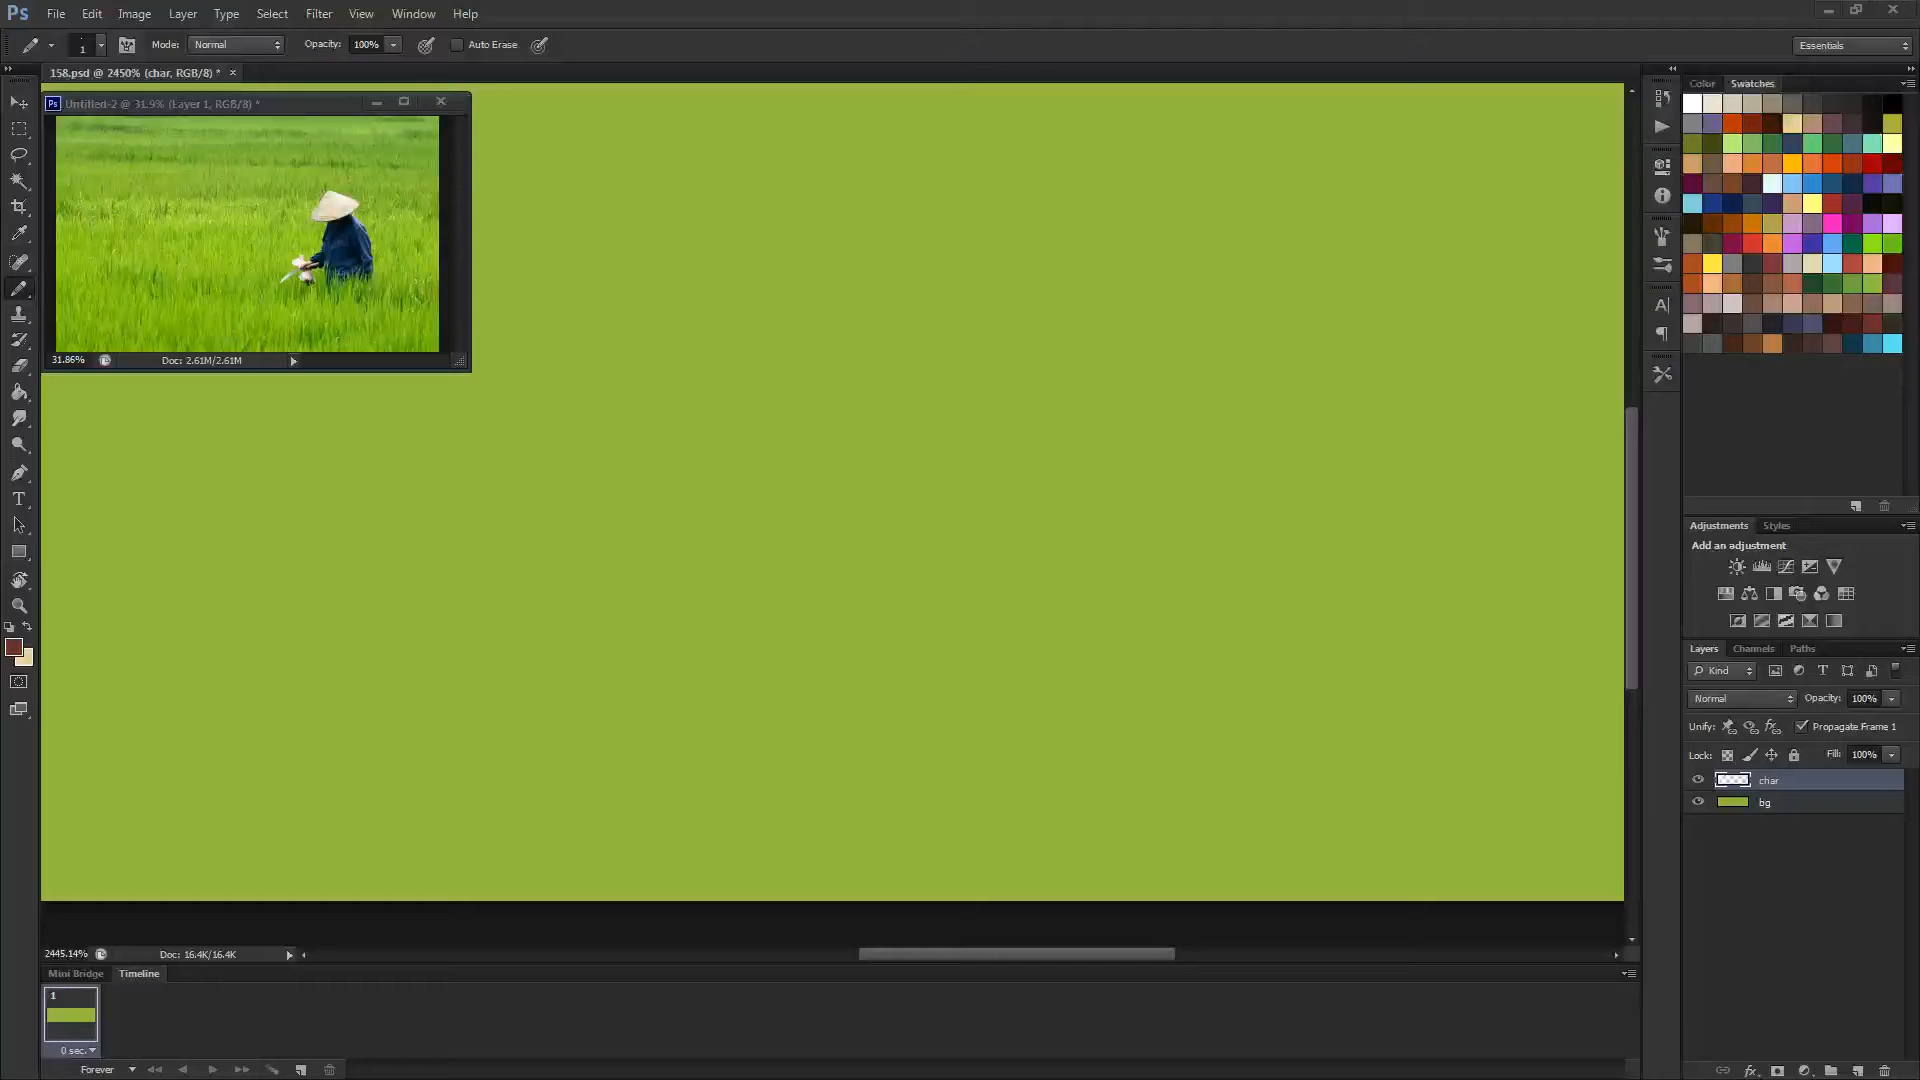 Ps File Edit Image Layer Type Select Filter View Window Help
1 Mode: Normal Opacity: 100% Auto Erase Essentials
158.psd @ 2450% (char, RGB/8) * ×
Color Swatches
Ps Untitled-2 @ 31.9% (Layer 1, RGB/8) *
31.86% Doc: 2.61M/2.61M
Adjustments Styles
Add an adjustment
Layers Channels Paths
Kind
Normal Opacity: 100%
Unify: Propagate Frame 1
Lock: Fill: 100%
char
bg
2445.14% Doc: 16.4K/16.4K
Mini Bridge Timeline
1
0 sec.
Forever